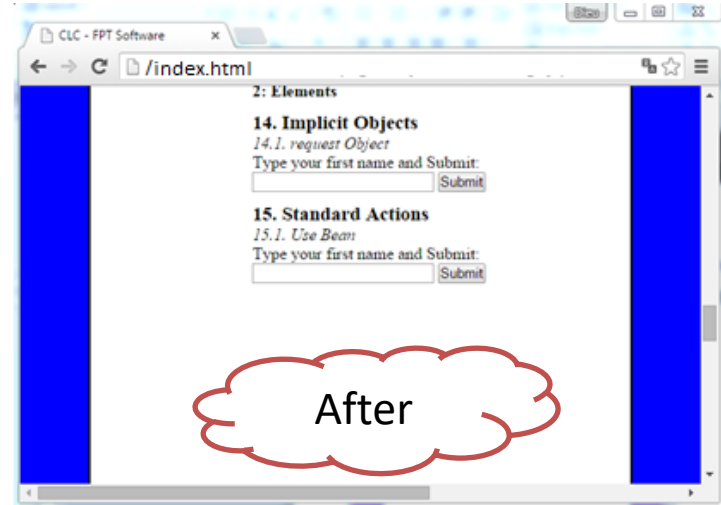 CLC - FPT Software
/index.html
2: Elements
14. Implicit Objects
14.1. request Object
Type your first name and Submit:
Submit
15. Standard Actions
15.1. Use Bean
Type your first name and Submit:
Submit
After